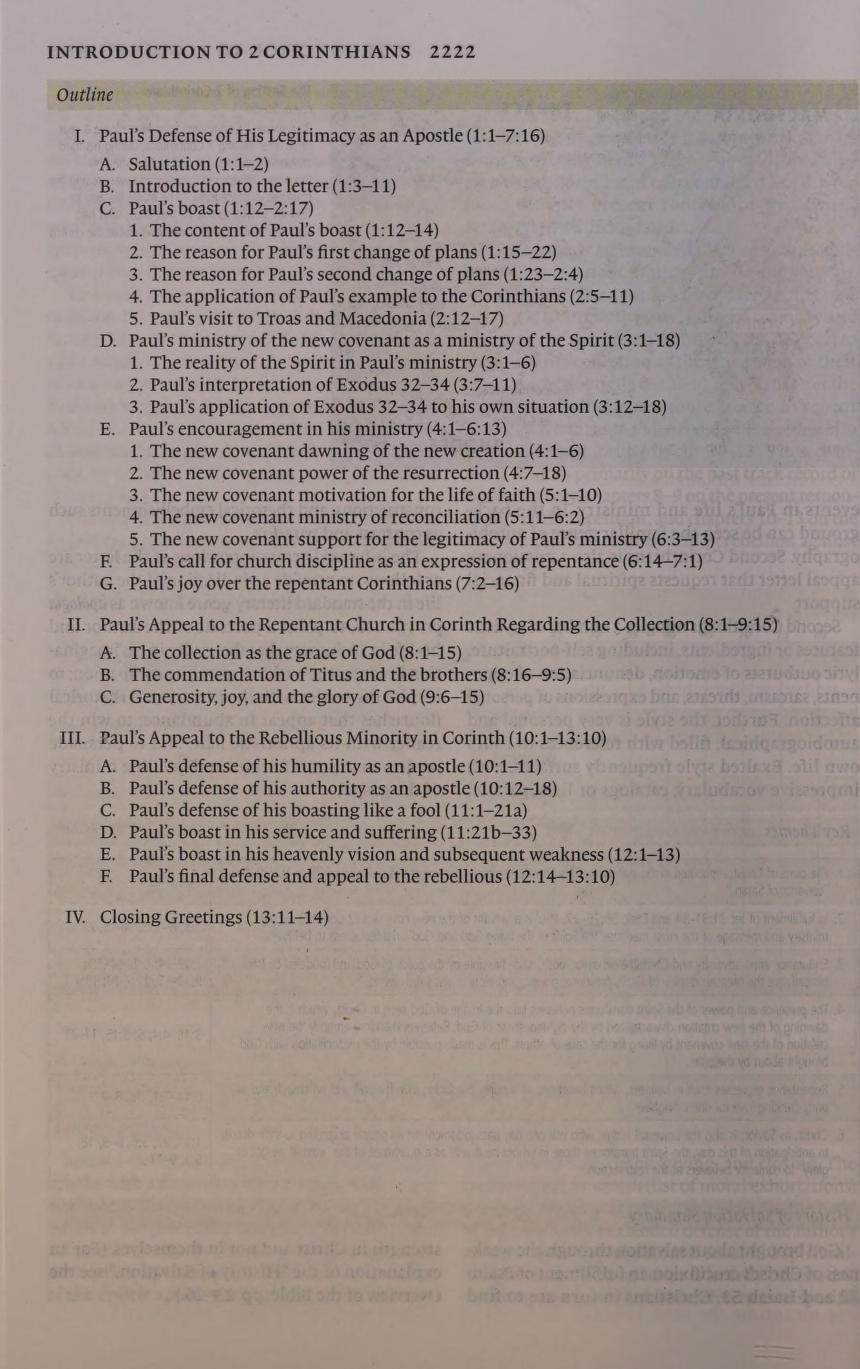 INTRODUCTION TO 2 CORINTHIANS 2222
Outline
I. Paul's Defense of His Legitimacy as an Apostle (1:1–7:16)
A. Salutation (1:1–2)
B. Introduction to the letter (1:3–11)
C. Paul's boast (1:12–2:17)
1. The content of Paul's boast (1:12–14)
2. The reason for Paul's first change of plans (1:15–22)
3. The reason for Paul's second change of plans (1:23–2:4)
4. The application of Paul's example to the Corinthians (2:5–11)
5. Paul's visit to Troas and Macedonia (2:12–17)
D. Paul's ministry of the new covenant as a ministry of the Spirit (3:1–18)
1. The reality of the Spirit in Paul's ministry (3:1–6)
2. Paul's interpretation of Exodus 32–34 (3:7–11)
3. Paul's application of Exodus 32–34 to his own situation (3:12–18)
E. Paul's encouragement in his ministry (4:1–6:13)
1. The new covenant dawning of the new creation (4:1–6)
2. The new covenant power of the resurrection (4:7–18)
3. The new covenant motivation for the life of faith (5:1–10)
4. The new covenant ministry of reconciliation (5:11–6:2)
5. The new covenant support for the legitimacy of Paul's ministry (6:3–13)
F. Paul's call for church discipline as an expression of repentance (6:14–7:1)
G. Paul's joy over the repentant Corinthians (7:2–16)
II. Paul's Appeal to the Repentant Church in Corinth Regarding the Collection (8:1–9:15)
A. The collection as the grace of God (8:1–15)
B. The commendation of Titus and the brothers (8:16–9:5)
C. Generosity, joy, and the glory of God (9:6–15)
III. Paul's Appeal to the Rebellious Minority in Corinth (10:1–13:10)
A. Paul's defense of his humility as an apostle (10:1–11)
B. Paul's defense of his authority as an apostle (10:12–18)
C. Paul's defense of his boasting like a fool (11:1–21a)
D. Paul's boast in his service and suffering (11:21b–33)
E. Paul's boast in his heavenly vision and subsequent weakness (12:1–13)
F. Paul's final defense and appeal to the rebellious (12:14–13:10)
IV. Closing Greetings (13:11–14)